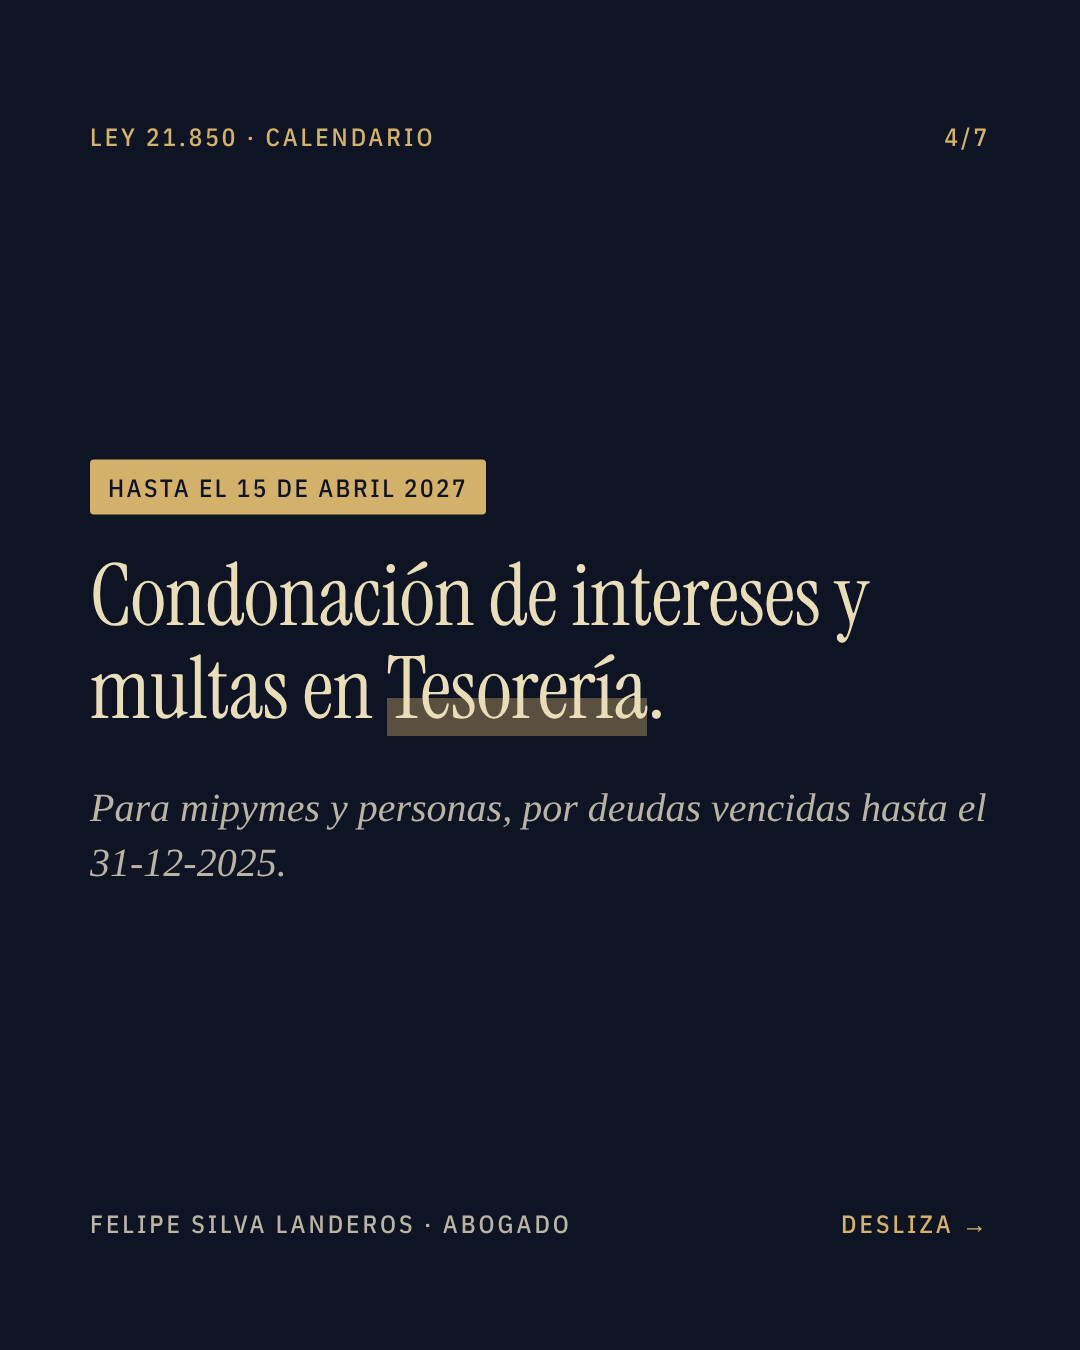 LEY 21.850 · CALENDARIO
4/7
HASTA EL 15 DE ABRIL 2027
Condonación de intereses y
multas en Tesorería.
Para mipymes y personas, por deudas vencidas hasta el
31-12-2025.
FELIPE SILVA LANDEROS · ABOGADO
DESLIZA →